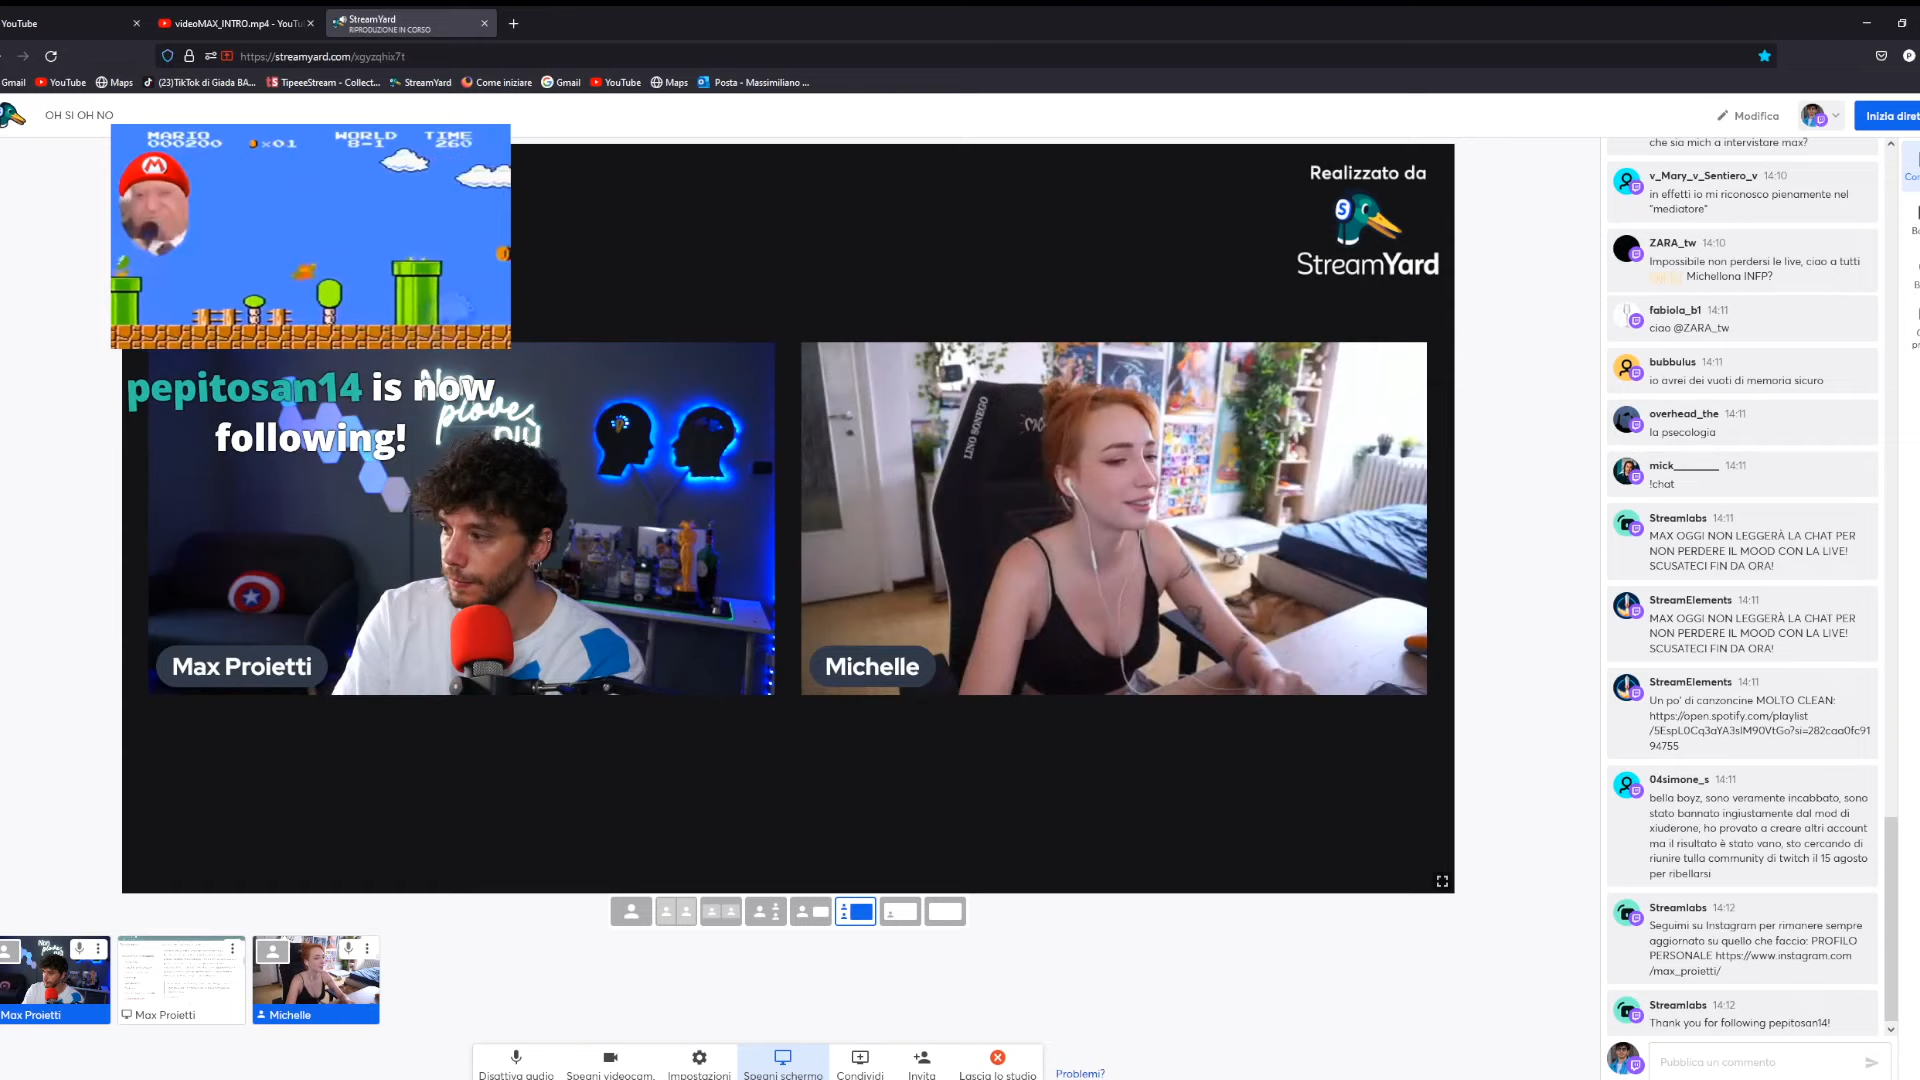 YouTube
videoMAX_INTRO.mp4 - YouTu
StreamYard
RIPRODUZIONE IN CORSO
https://streamyard.com/xgyzqhix7t
Gmail
YouTube
Maps
(23)TikTok di Giada BA...
TipeeeStream - Collect...
StreamYard
Come iniziare
Gmail
YouTube
Maps
Posta - Massimiliano ...
OH SI OH NO
Modifica
Inizia diret
MARIO
000200
×01
WORLD
8-1
TIME
260
Realizzato da
StreamYard
pepitosan14 is now
following!
Non
piove
più
LINO SONEGO
Max Proietti
Michelle
che sia mich a intervistare max?
v_Mary_v_Sentiero_v 14:10
in effetti io mi riconosco pienamente nel
"mediatore"
ZARA_tw 14:10
Impossibile non perdersi le live, ciao a tutti
Michellona INFP?
fabiola_b1 14:11
ciao @ZARA_tw
bubbulus 14:11
io avrei dei vuoti di memoria sicuro
overhead_the 14:11
la psecologia
mick________ 14:11
!chat
Streamlabs 14:11
MAX OGGI NON LEGGERÀ LA CHAT PER
NON PERDERE IL MOOD CON LA LIVE!
SCUSATECI FIN DA ORA!
StreamElements 14:11
MAX OGGI NON LEGGERÀ LA CHAT PER
NON PERDERE IL MOOD CON LA LIVE!
SCUSATECI FIN DA ORA!
StreamElements 14:11
Un po' di canzoncine MOLTO CLEAN:
https://open.spotify.com/playlist
/5EspL0Cq3aYA3slM90VtGo?si=282caa0fc91
94755
04simone_s 14:11
bella boyz, sono veramente incabbato, sono
stato bannato ingiustamente dal mod di
xiuderone, ho provato a creare altri account
ma il risultato è stato vano, sto cercando di
riunire tulla community di twitch il 15 agosto
per ribellarsi
Streamlabs 14:12
Seguimi su Instagram per rimanere sempre
aggiornato su quello che faccio: PROFILO
PERSONALE https://www.instagram.com
/max_proietti/
Streamlabs 14:12
Thank you for following pepitosan14!
Pubblica un commento
Max Proietti
Max Proietti
Michelle
Disattiva audio
Spegni videocam.
Impostazioni
Spegni schermo
Condividi
Invita
Lascia lo studio
Problemi?